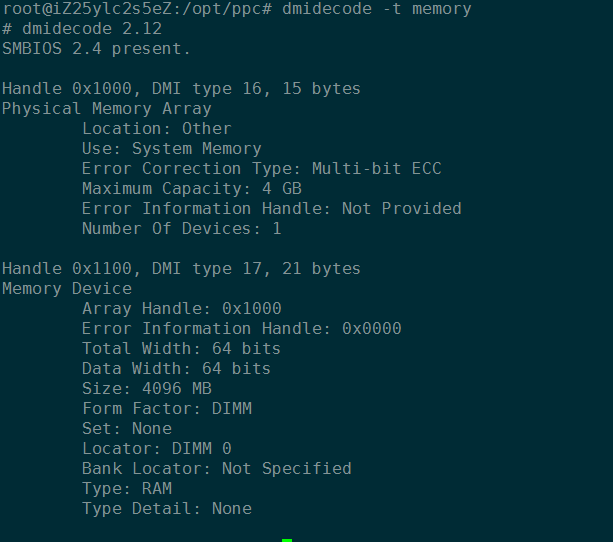 root@iZ25ylc2s5eZ:/opt/ppc# dmidecode -t memory
# dmidecode 2.12
SMBIOS 2.4 present.
Handle 0x1000, DMI type 16, 15 bytes
Physical Memory Array
Location: Other
Use: System Memory
Error Correction Type: Multi-bit ECC
Maximum Capacity: 4 GB
Error Information Handle: Not Provided
Number Of Devices: 1
Handle 0x1100, DMI type 17, 21 bytes
Memory Device
Array Handle: 0x1000
Error Information Handle: 0x0000
Total Width: 64 bits
Data Width: 64 bits
Size: 4096 MB
Form Factor: DIMM
Set: None
Locator: DIMM 0
Bank Locator: Not Specified
Type: RAM
Type Detail: None